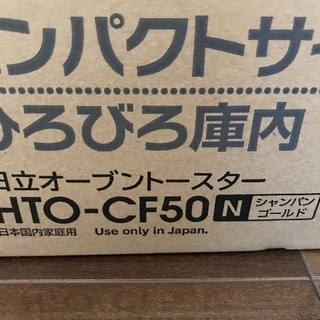 ンパクトサー
ひろびろ庫内
日立オーブントースター
HTO-CF50 N シャンパンゴールド
日本国内家庭用 Use only in Japan.